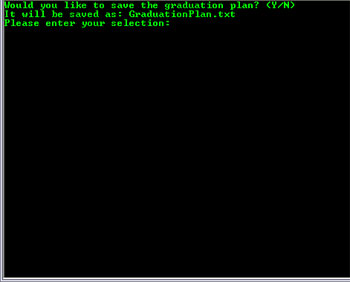 Would you like to save the graduation plan? (Y/N)
It will be saved as: GraduationPlan.txt
Please enter your selection: